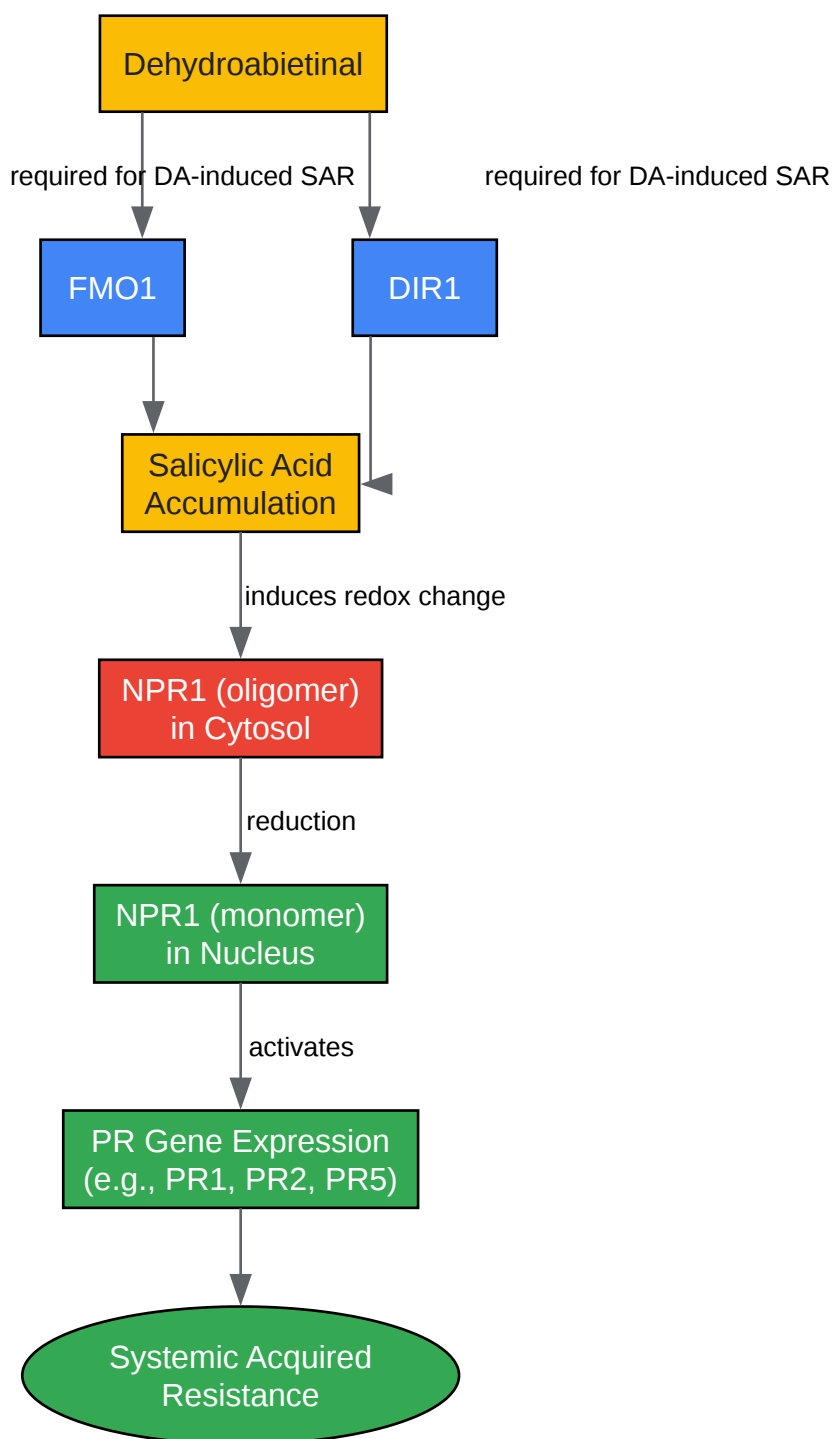 Dehydroabietinal
required for DA-induced SAR
required for DA-induced SAR
FMO1
DIR1
Salicylic Acid
Accumulation
induces redox change
NPR1 (oligomer)
in Cytosol
reduction
NPR1 (monomer)
in Nucleus
activates
PR Gene Expression
(e.g., PR1, PR2, PR5)
Systemic Acquired
Resistance